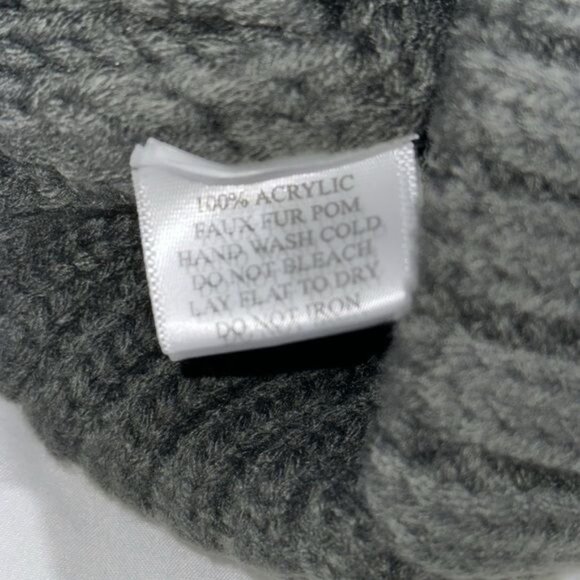 100% ACRYLIC
FAUX FUR POM
HAND WASH COLD
DO NOT BLEACH
LAY FLAT TO DRY
DO NOT IRON